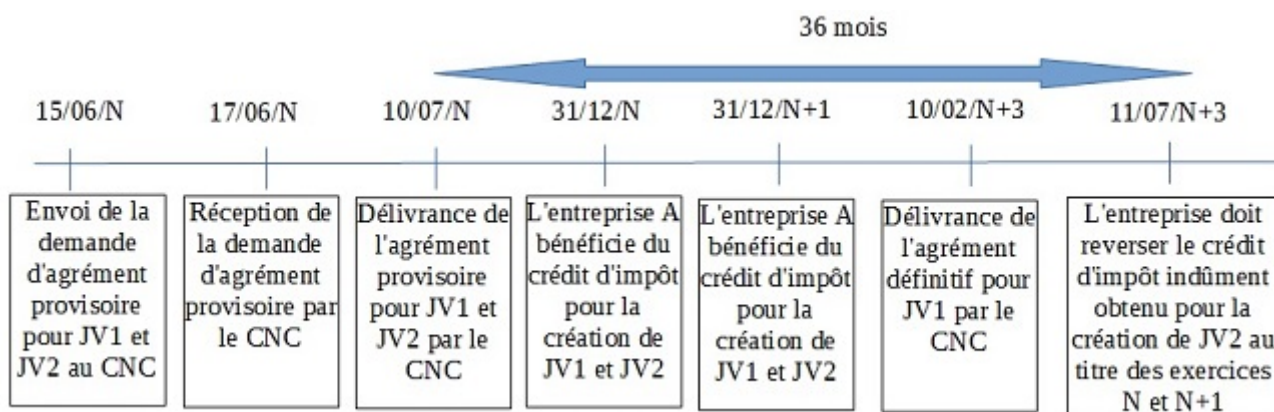 36 mois
15/06/N
17/06/N
10/07/N
31/12/N
31/12/N+1
10/02/N+3
11/07/N+3
Envoi de la
demande
d'agrément
provisoire
pour JV1 et
JV2 au CNC
Réception de
la demande
d'agrément
provisoire par
le CNC
Délivrance de
l'agrément
provisoire
pour JV1 et
JV2 par le
CNC
L'entreprise A
bénéficie du
crédit d'impôt
pour la
création de
JV1 et JV2
L'entreprise A
bénéficie du
crédit d'impôt
pour la
création de
JV1 et JV2
Délivrance de
l'agrément
définitif pour
JV1 par le
CNC
L'entreprise doit
reverser le crédit
d'impôt indûment
obtenu pour la
création de JV2 au
titre des exercices
N et N+1